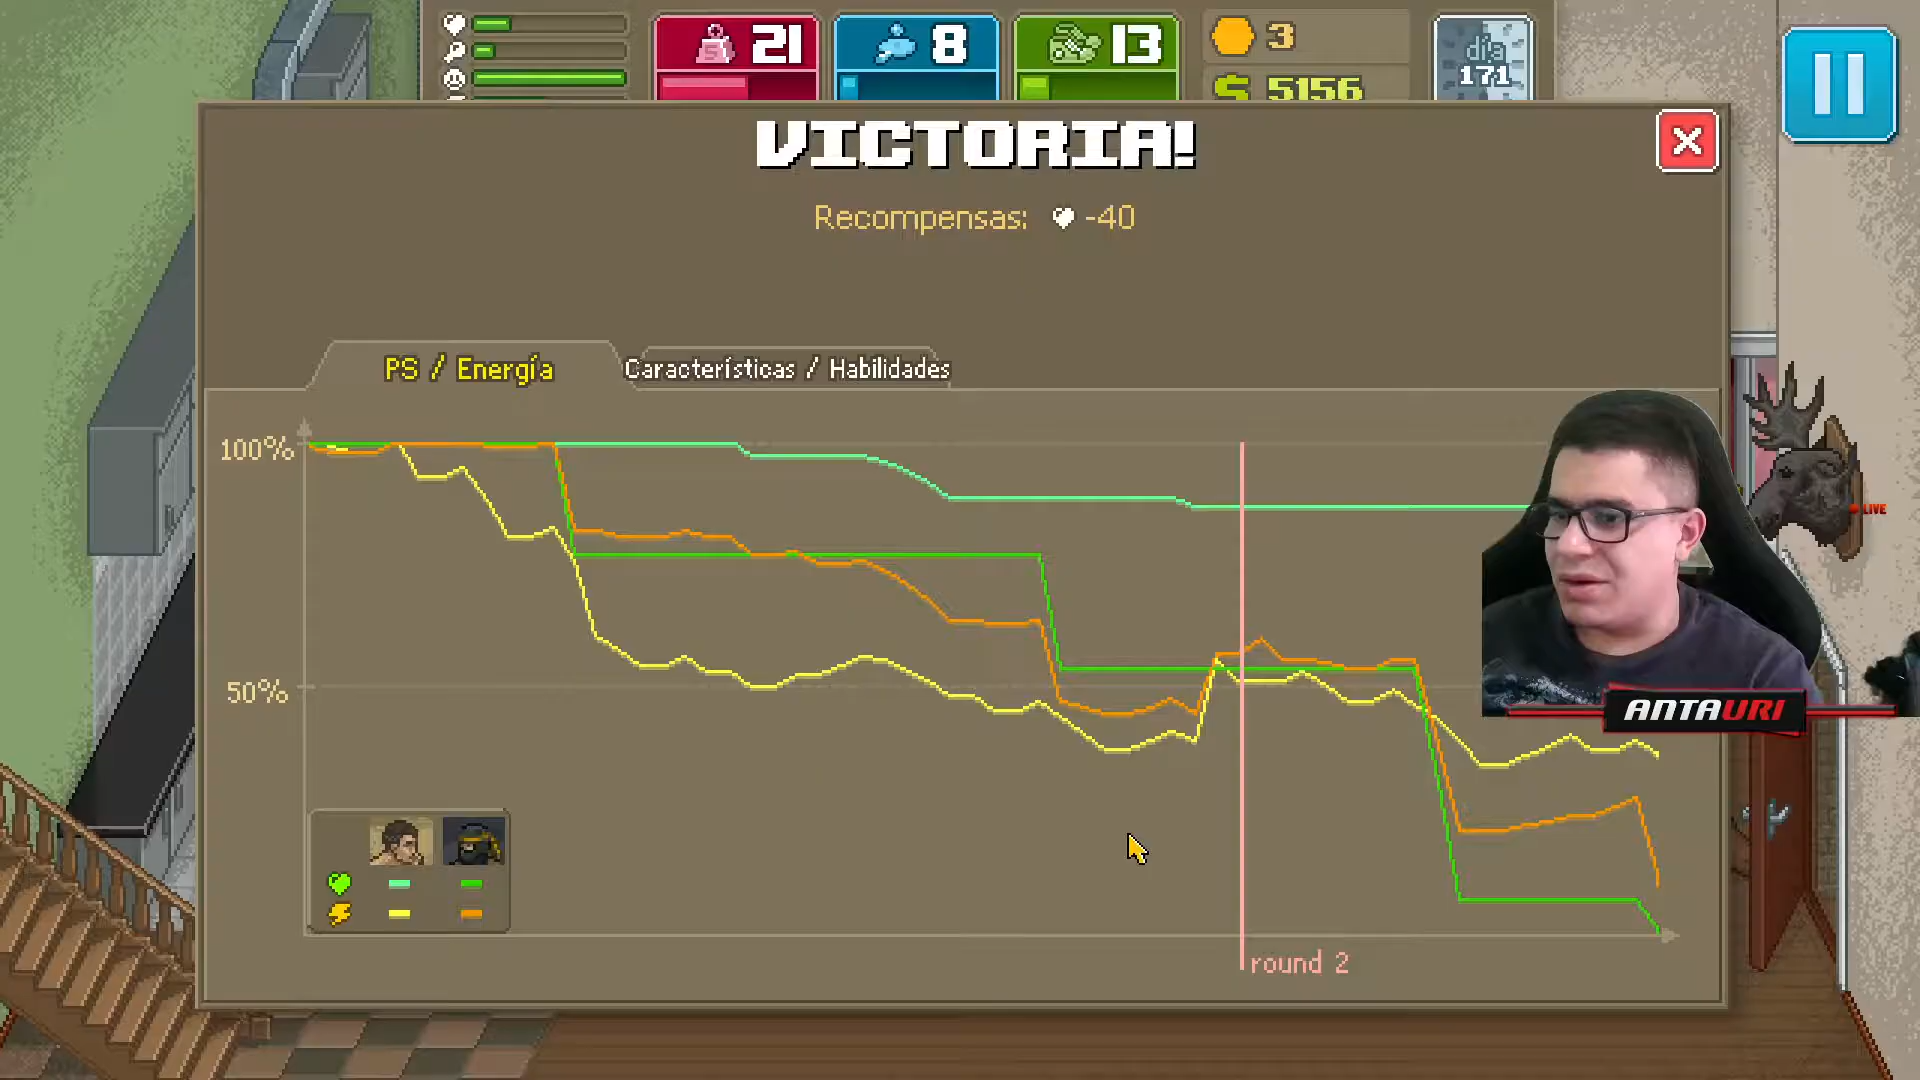 21
8
13
3
5156
día
171
VICTORIA!
Recompensas: -40
PS / Energía
Características / Habilidades
100%
50%
LIVE
ANTAURI
round 2